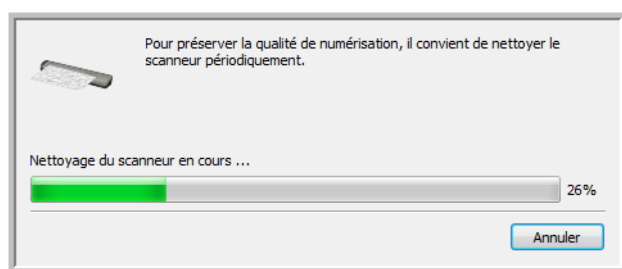 Pour préserver la qualité de numérisation, il convient de nettoyer le
scanneur périodiquement.
Nettoyage du scanneur en cours ...
26%
Annuler